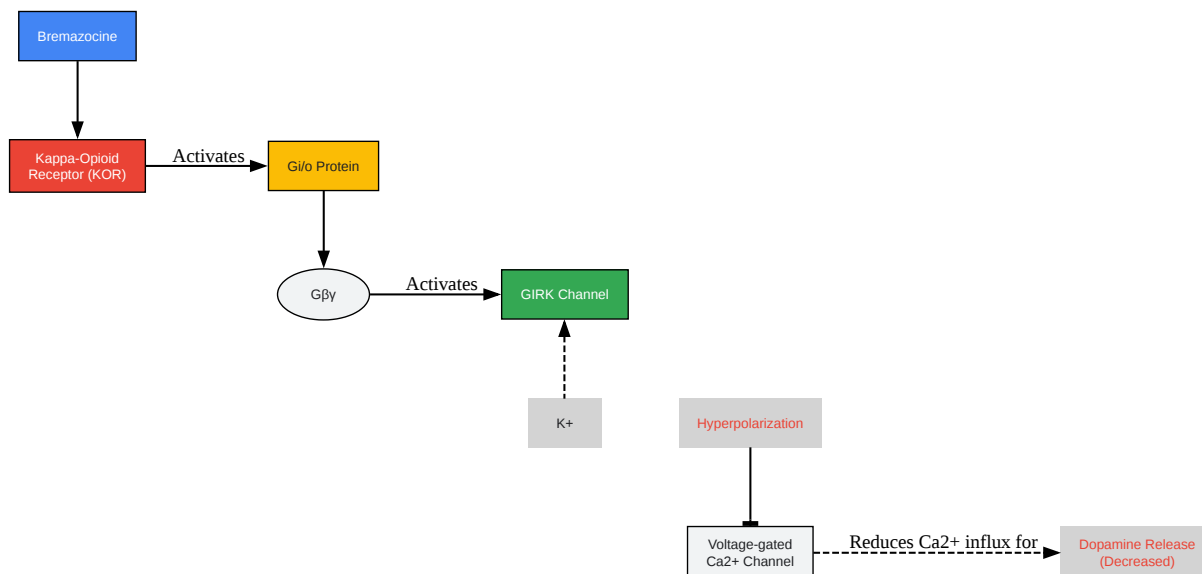 Bremazocine
Kappa-Opioid
Receptor (KOR)
Activates
Gi/o Protein
Gβγ
Activates
GIRK Channel
K+
Hyperpolarization
Voltage-gated
Ca2+ Channel
Reduces Ca2+ influx for
Dopamine Release
(Decreased)